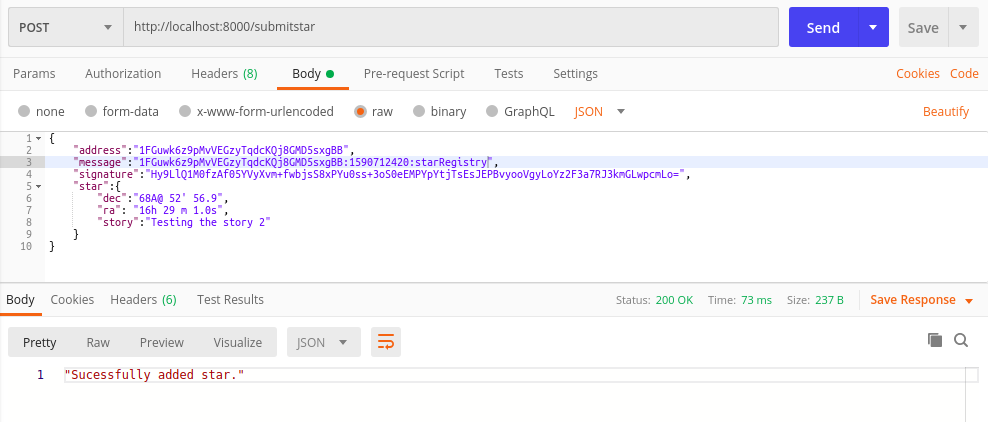 POST http://localhost:8000/submitstar Send Save
Params Authorization Headers (8) Body Pre-request Script Tests Settings Cookies Code
none form-data x-www-form-urlencoded raw binary GraphQL JSON Beautify
1 {
2 "address":"1FGuwk6z9pMvVEGzyTqdcKQj8GMD5sxgBB",
3 "message":"1FGuwk6z9pMvVEGzyTqdcKQj8GMD5sxgBB:1590712420:starRegistry",
4 "signature":"Hy9LlQ1M0fzAf05YVyXvm+fwbjsS8xPYu0ss+3oS0eEMPYpYtjTsEsJEPBvyooVgyLoYz2F3a7RJ3kmGLwpcmLo=",
5 "star":{
6 "dec":"68A@ 52' 56.9",
7 "ra": "16h 29 m 1.0s",
8 "story":"Testing the story 2"
9 }
10 }
Body Cookies Headers (6) Test Results Status: 200 OK Time: 73 ms Size: 237 B Save Response
Pretty Raw Preview Visualize JSON
1 "Sucessfully added star."